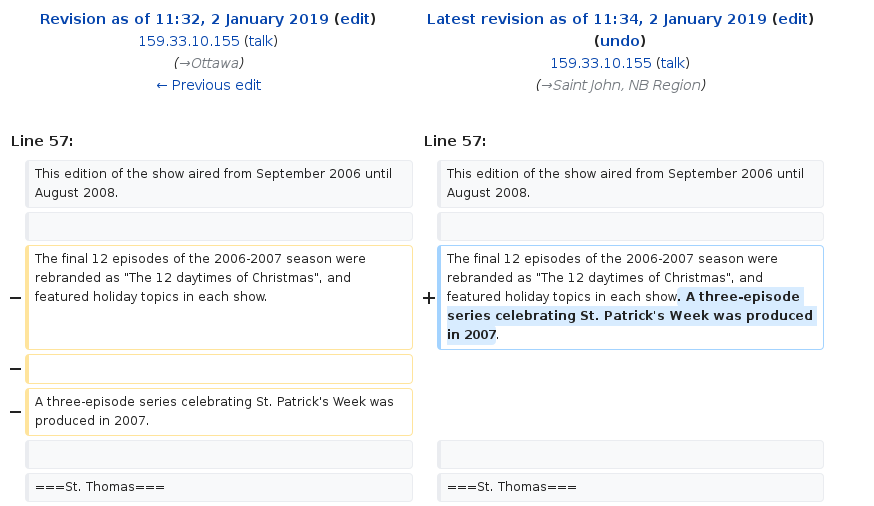 Revision as of 11:32, 2 January 2019 (edit)
159.33.10.155 (talk)
(→Ottawa)
← Previous edit
Latest revision as of 11:34, 2 January 2019 (edit)
(undo)
159.33.10.155 (talk)
(→Saint John, NB Region)
Line 57:
Line 57:
This edition of the show aired from September 2006 until
August 2008.
This edition of the show aired from September 2006 until
August 2008.
−
The final 12 episodes of the 2006-2007 season were
rebranded as "The 12 daytimes of Christmas", and
featured holiday topics in each show.
+
The final 12 episodes of the 2006-2007 season were
rebranded as "The 12 daytimes of Christmas", and
featured holiday topics in each show. A three-episode
series celebrating St. Patrick's Week was produced
in 2007.
−
−
A three-episode series celebrating St. Patrick's Week was
produced in 2007.
===St. Thomas===
===St. Thomas===